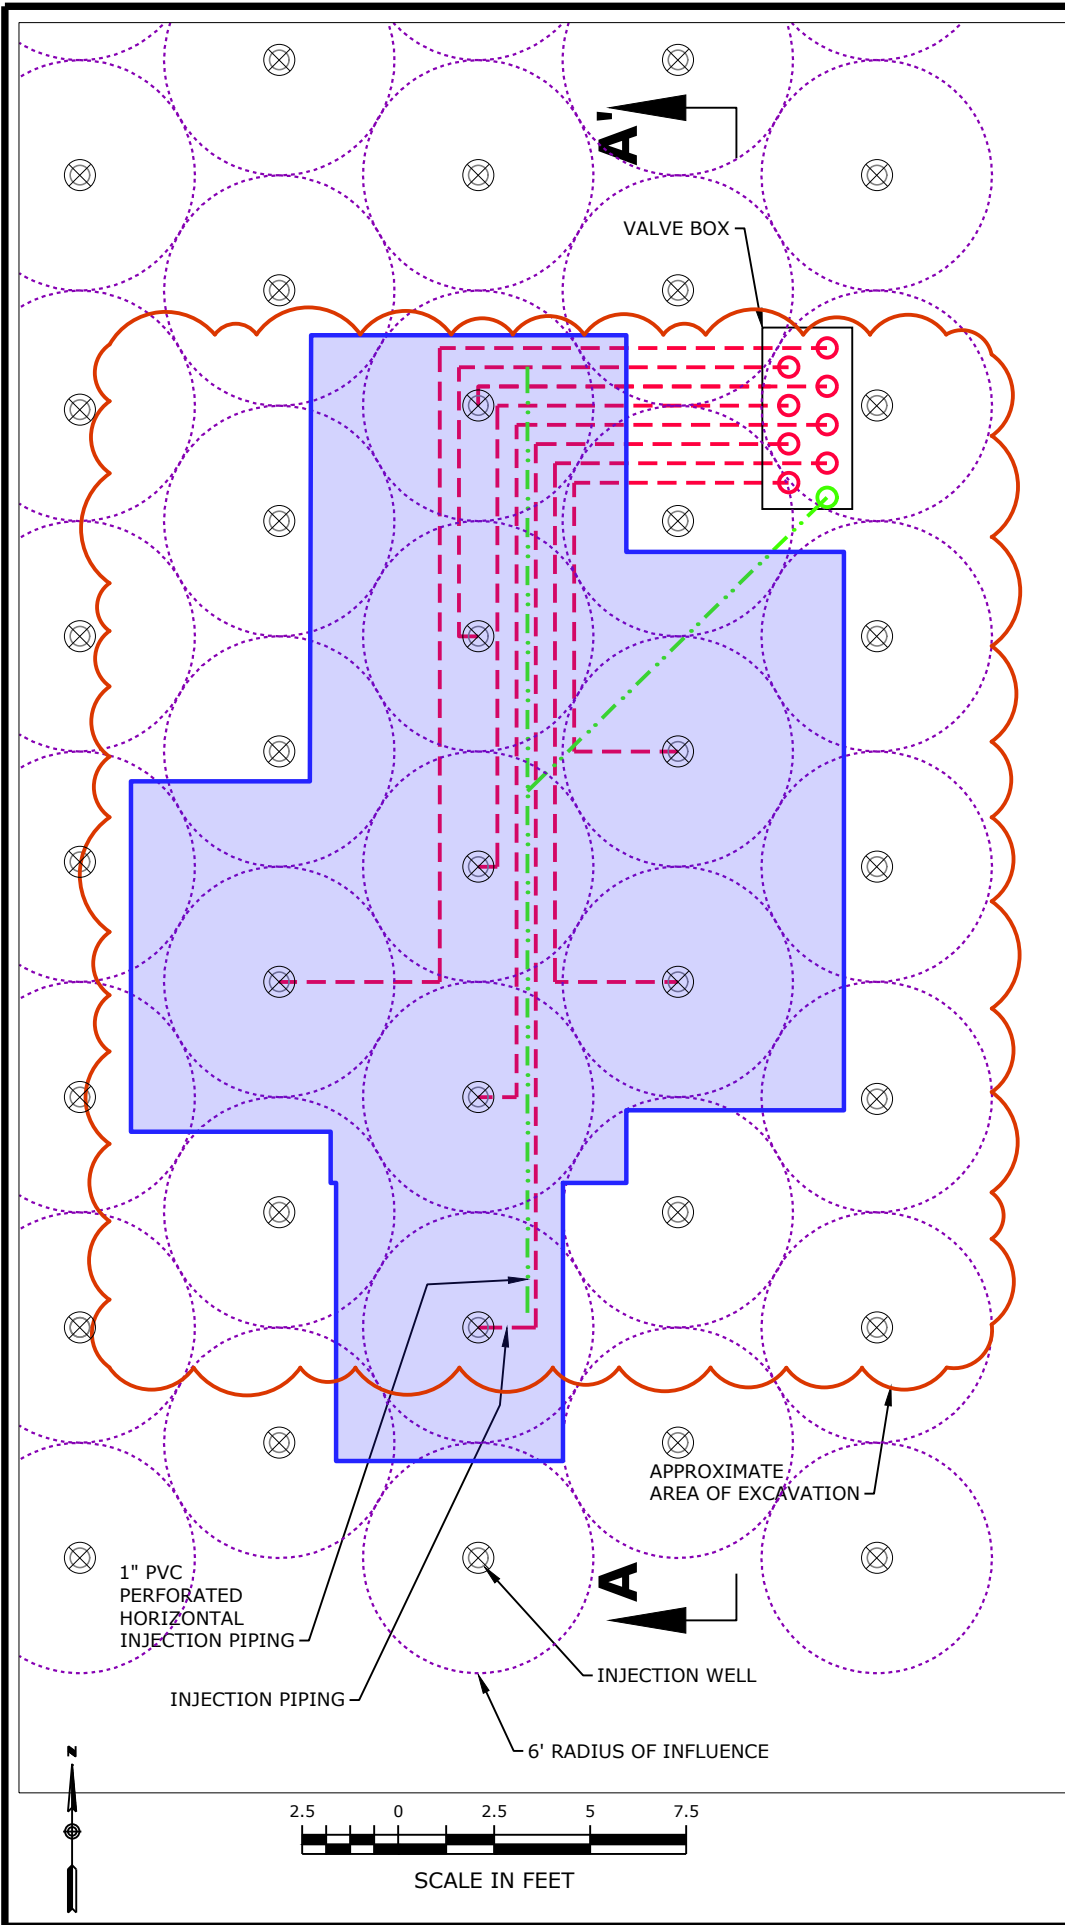 A'
VALVE BOX
APPROXIMATE
AREA OF EXCAVATION
A
1" PVC
PERFORATED
HORIZONTAL
INJECTION PIPING
INJECTION WELL
INJECTION PIPING
6' RADIUS OF INFLUENCE
N
2.5 0 2.5 5 7.5
SCALE IN FEET